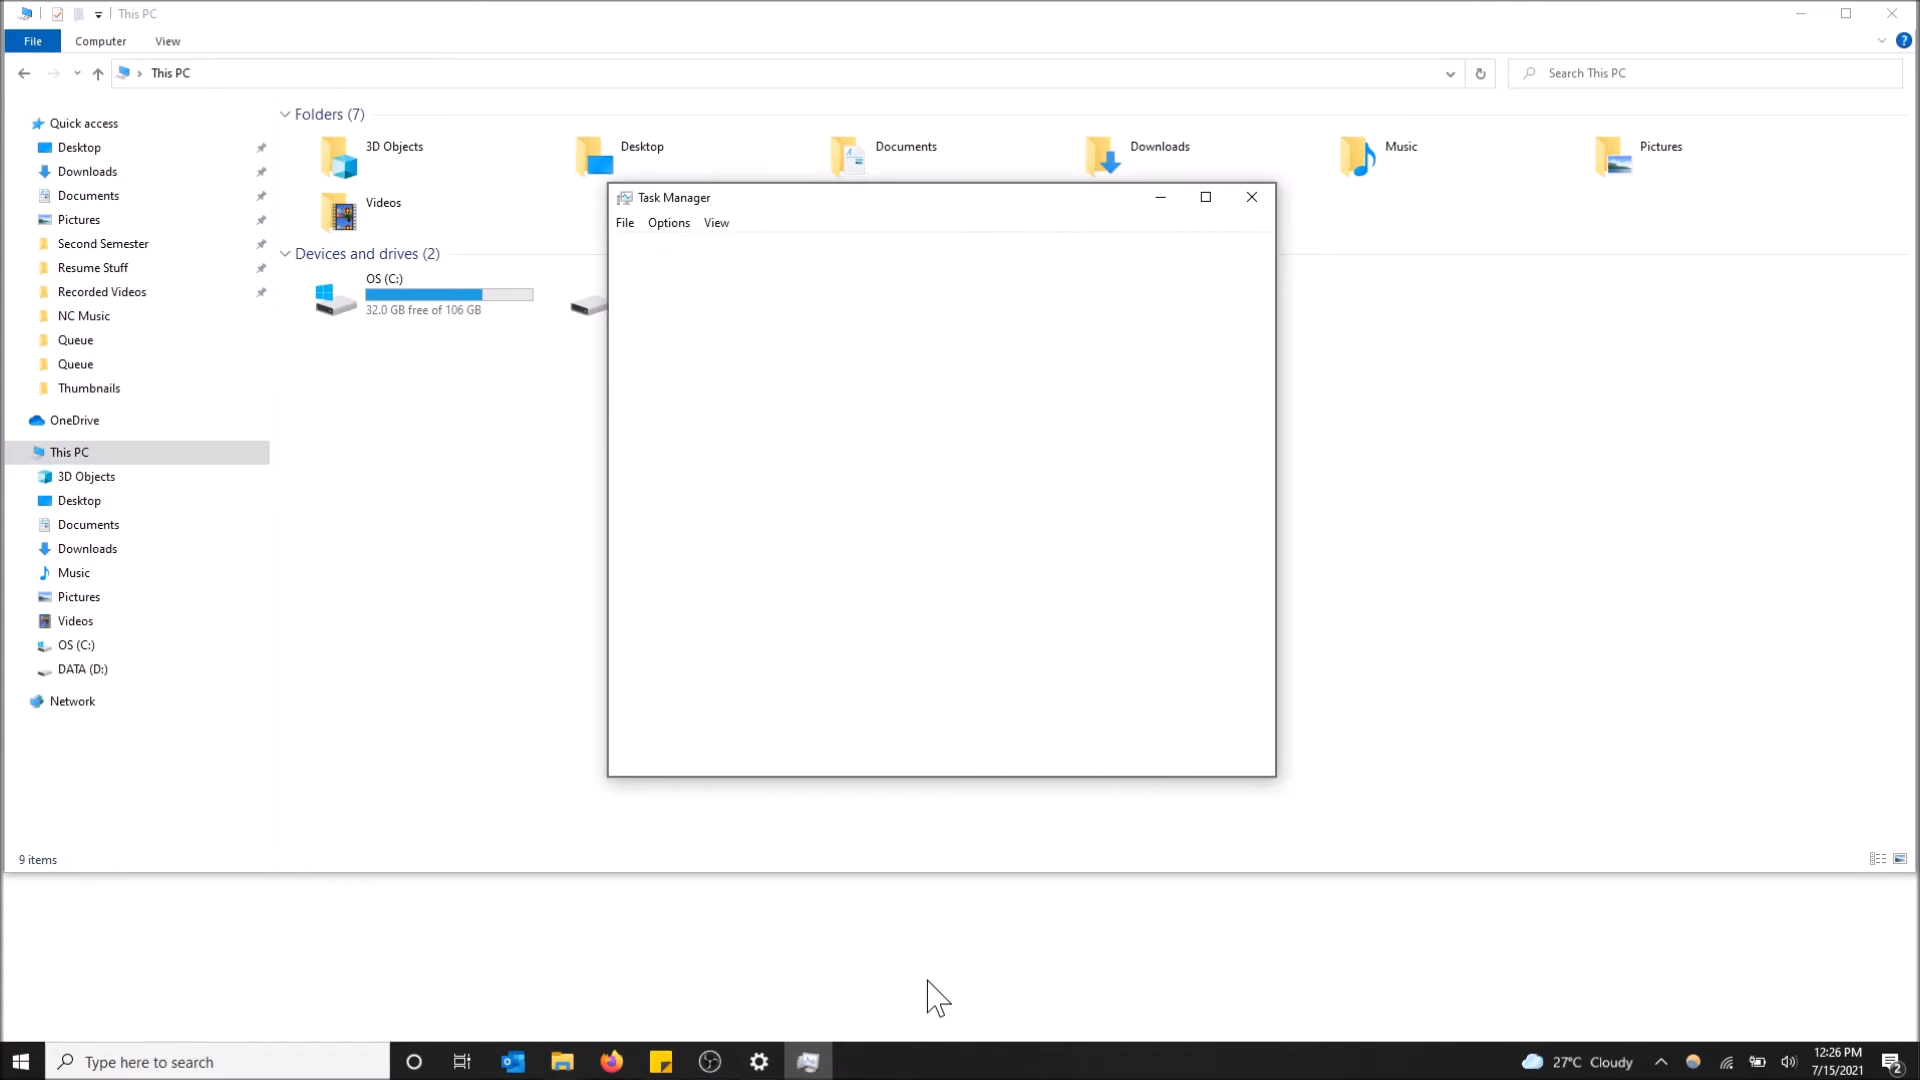 This PC
File Computer View
This PC
Search This PC
Quick access
Desktop
Downloads
Documents
Pictures
Second Semester
Resume Stuff
Recorded Videos
NC Music
Queue
Queue
Thumbnails
OneDrive
This PC
3D Objects
Desktop
Documents
Downloads
Music
Pictures
Videos
OS (C:)
DATA (D:)
Network
Folders (7)
3D Objects
Desktop
Documents
Downloads
Music
Pictures
Videos
Devices and drives (2)
OS (C:)
32.0 GB free of 106 GB
Task Manager
File Options View
9 items
Type here to search
27°C Cloudy
12:26 PM
7/15/2021
2